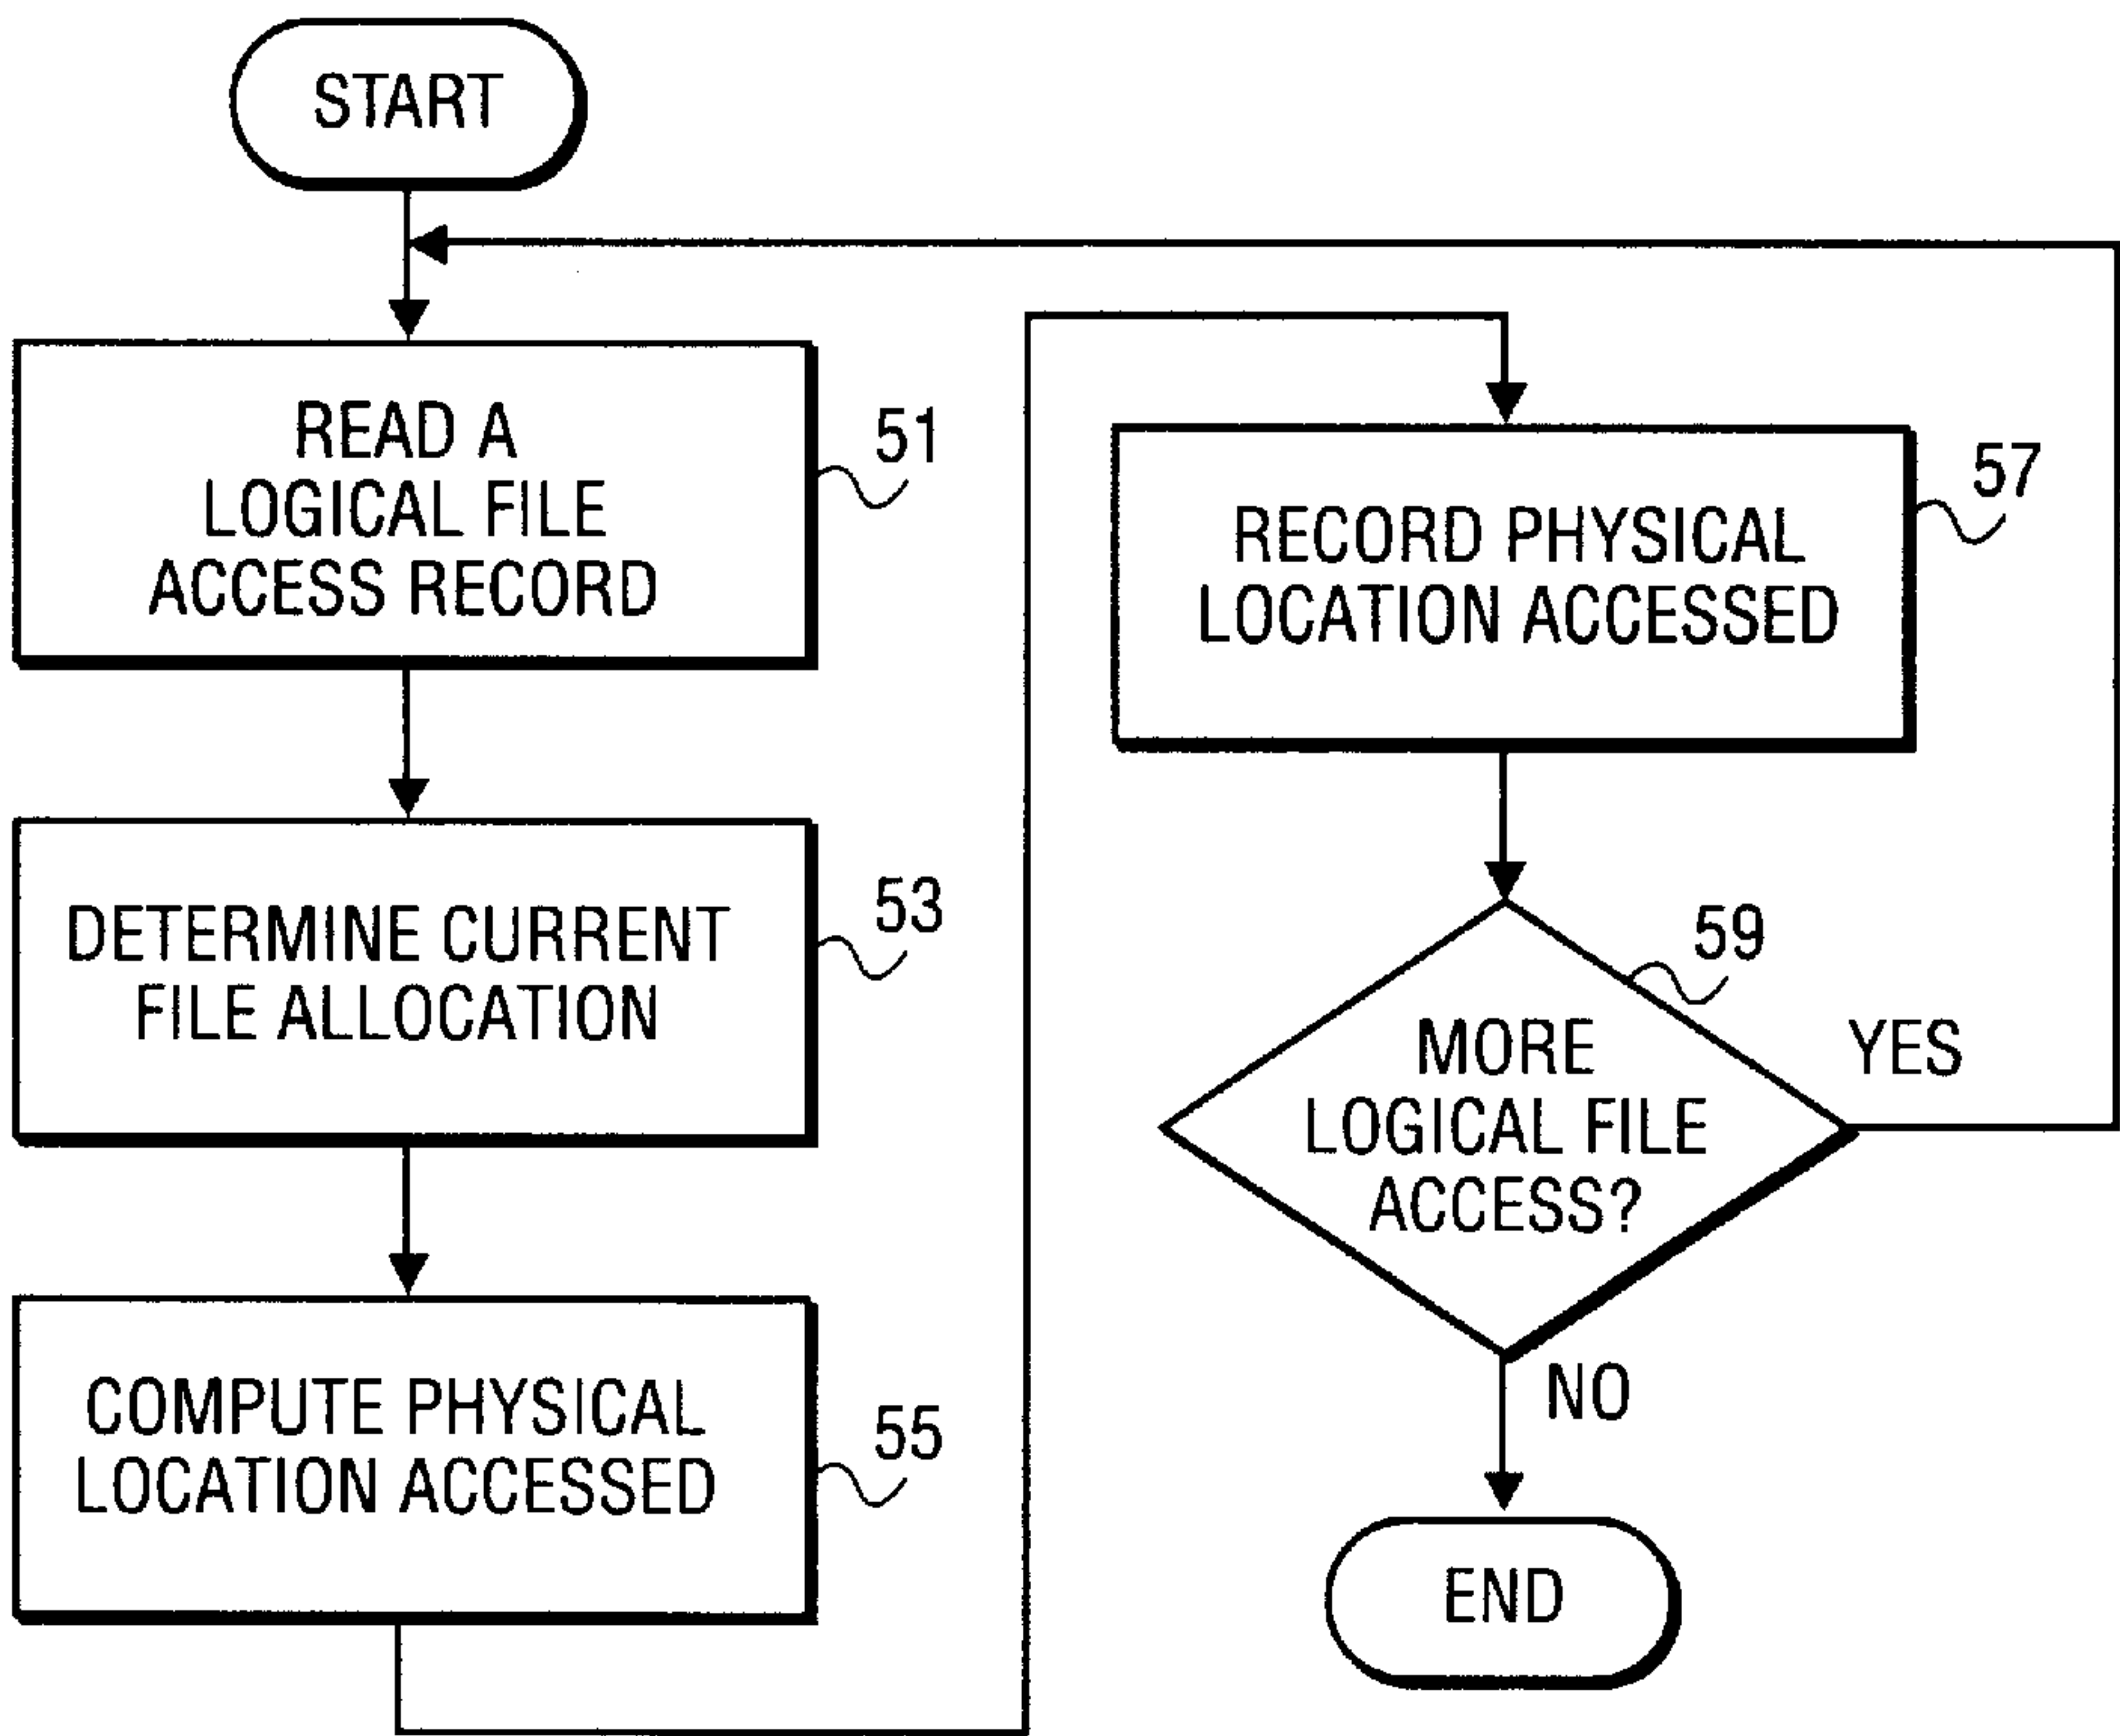 START
READ A
LOGICAL FILE
ACCESS RECORD
51
DETERMINE CURRENT
FILE ALLOCATION
53
COMPUTE PHYSICAL
LOCATION ACCESSED
55
RECORD PHYSICAL
LOCATION ACCESSED
57
59
MORE
LOGICAL FILE
ACCESS?
YES
NO
END